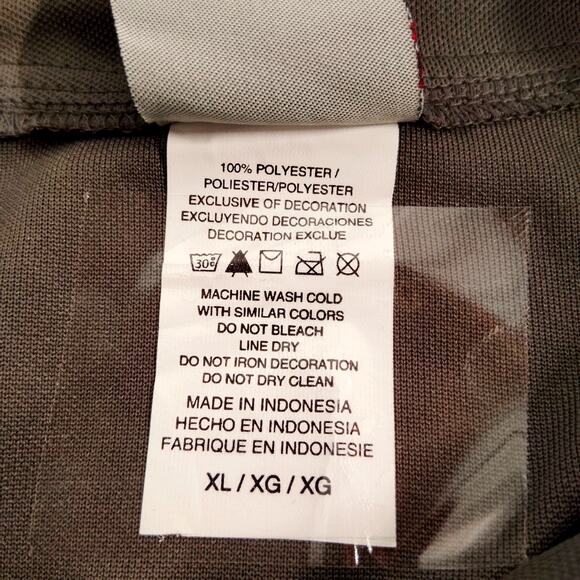 100% POLYESTER /
POLIESTER/POLYESTER
EXCLUSIVE OF DECORATION
EXCLUYENDO DECORACIONES
DECORATION EXCLUE
30°
MACHINE WASH COLD
WITH SIMILAR COLORS
DO NOT BLEACH
LINE DRY
DO NOT IRON DECORATION
DO NOT DRY CLEAN
MADE IN INDONESIA
HECHO EN INDONESIA
FABRIQUE EN INDONESIE
XL / XG / XG